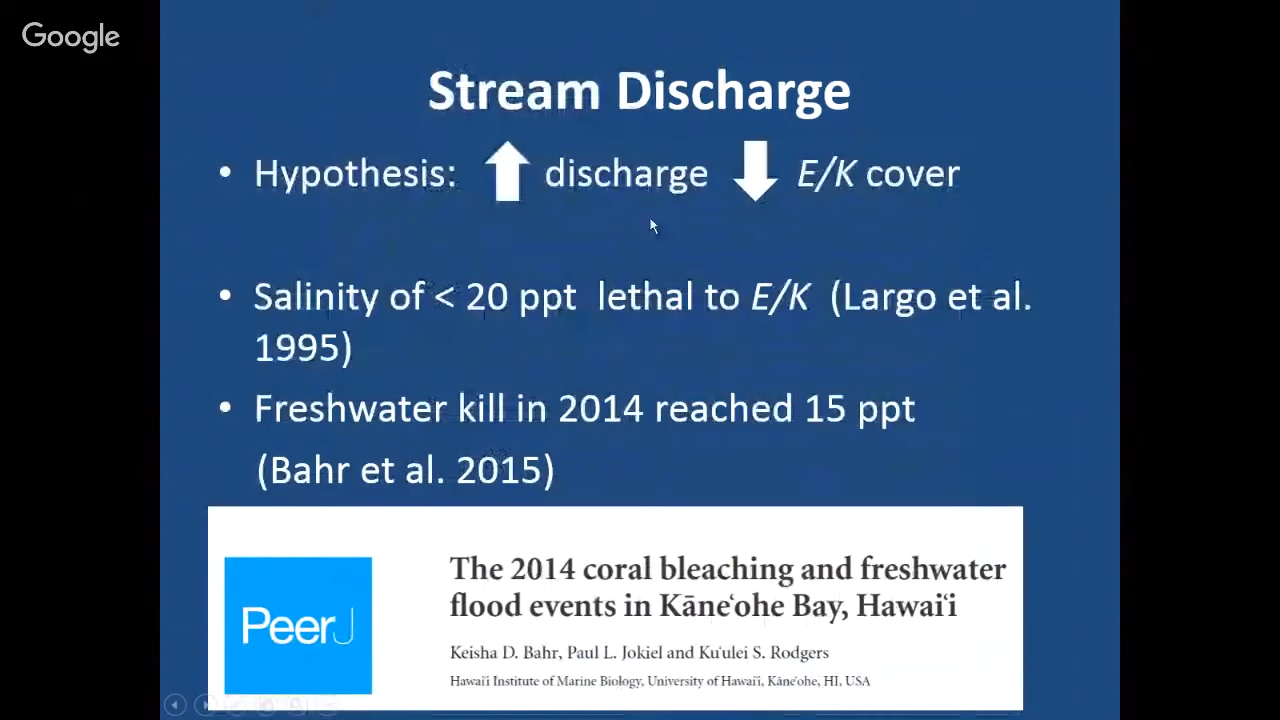 Google
Stream Discharge
• Hypothesis: ⬆ discharge ⬇ E/K cover
• Salinity of < 20 ppt lethal to E/K (Largo et al.
1995)
• Freshwater kill in 2014 reached 15 ppt
(Bahr et al. 2015)
PeerJ
The 2014 coral bleaching and freshwater
flood events in Kāneʻohe Bay, Hawaiʻi
Keisha D. Bahr, Paul L. Jokiel and Kuʻulei S. Rodgers
Hawaiʻi Institute of Marine Biology, University of Hawaiʻi, Kāneʻohe, HI, USA